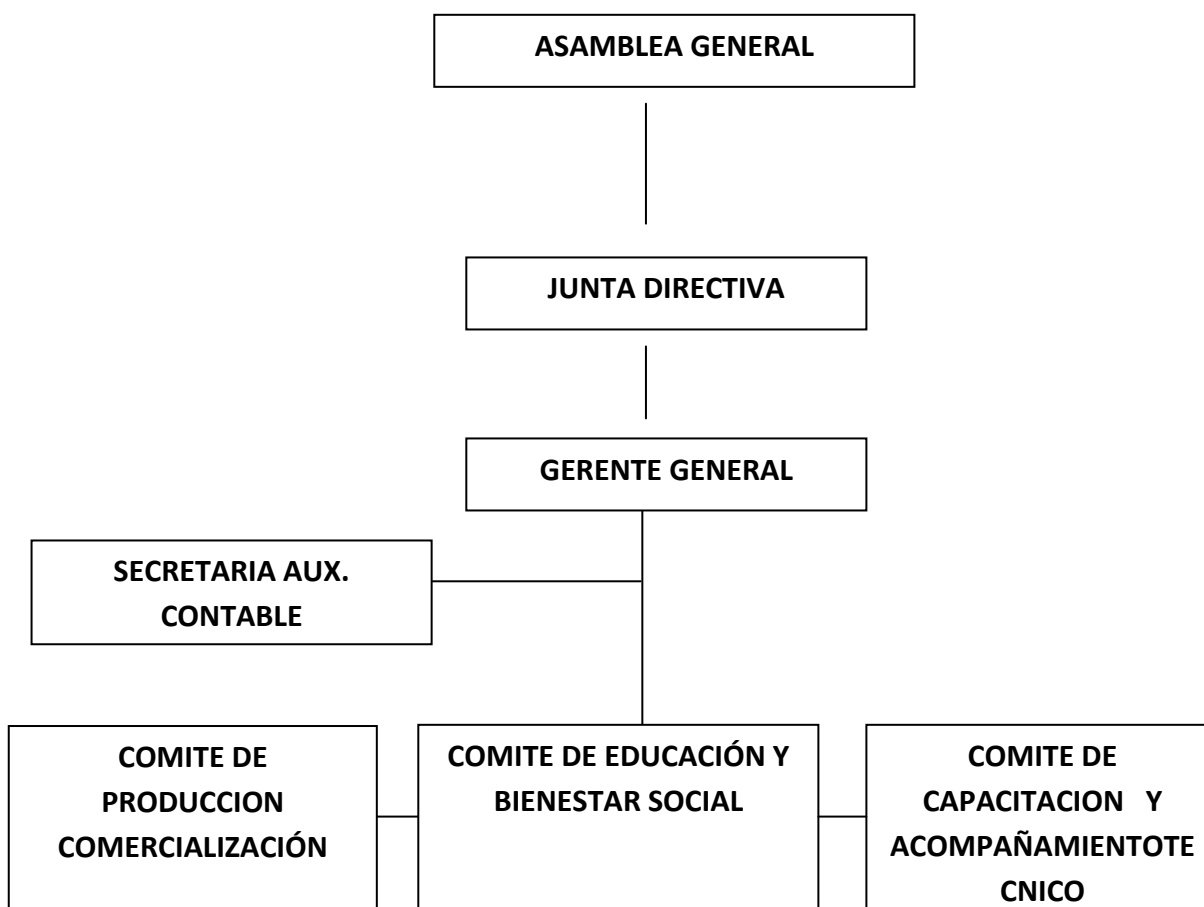 ASAMBLEA GENERAL
JUNTA DIRECTIVA
GERENTE GENERAL
SECRETARIA AUX.
CONTABLE
COMITE DE
PRODUCCION
COMERCIALIZACIÓN
COMITE DE EDUCACIÓN Y
BIENESTAR SOCIAL
COMITE DE
CAPACITACION Y
ACOMPAÑAMIENTOTE
CNICO